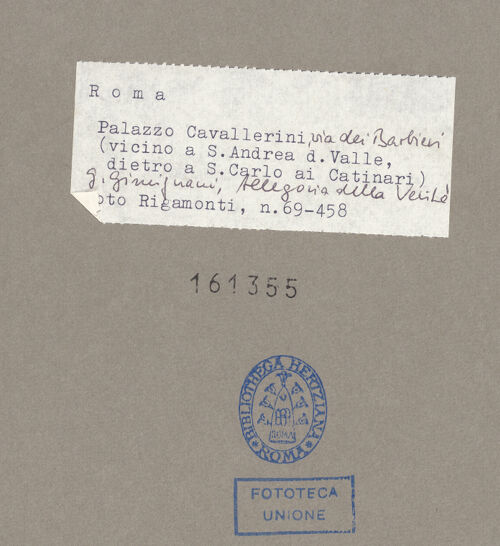 Roma
Palazzo Cavallerini, via dei Barbieri
(vicino a S.Andrea d.Valle,
dietro a S.Carlo ai Catinari)
G. Gimignani, Allegoria della Verità
oto Rigamonti, n.69-458
161355
BIBLIOTHECA HERTZIANA
ROMA
ROMA
FOTOTECA
UNIONE